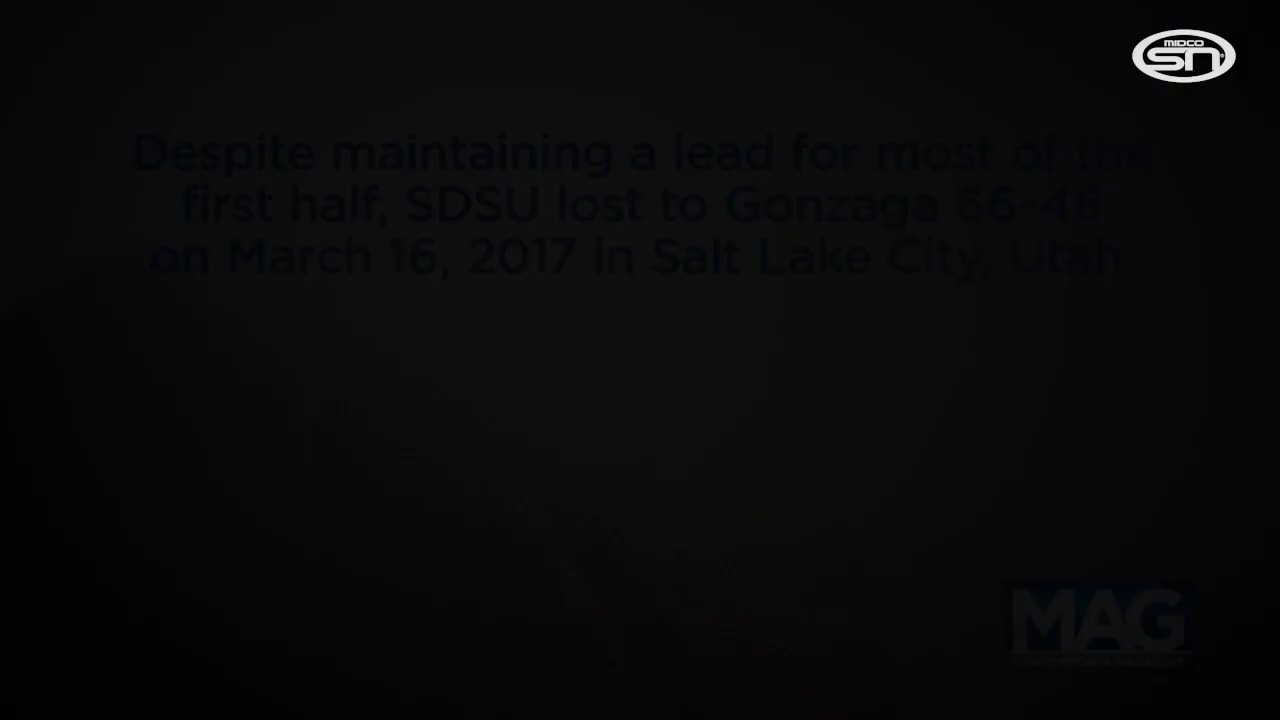 MIDCO
SN
Despite maintaining a lead for most of the
first half, SDSU lost to Gonzaga 66-46
on March 16, 2017 in Salt Lake City, Utah.
MAG